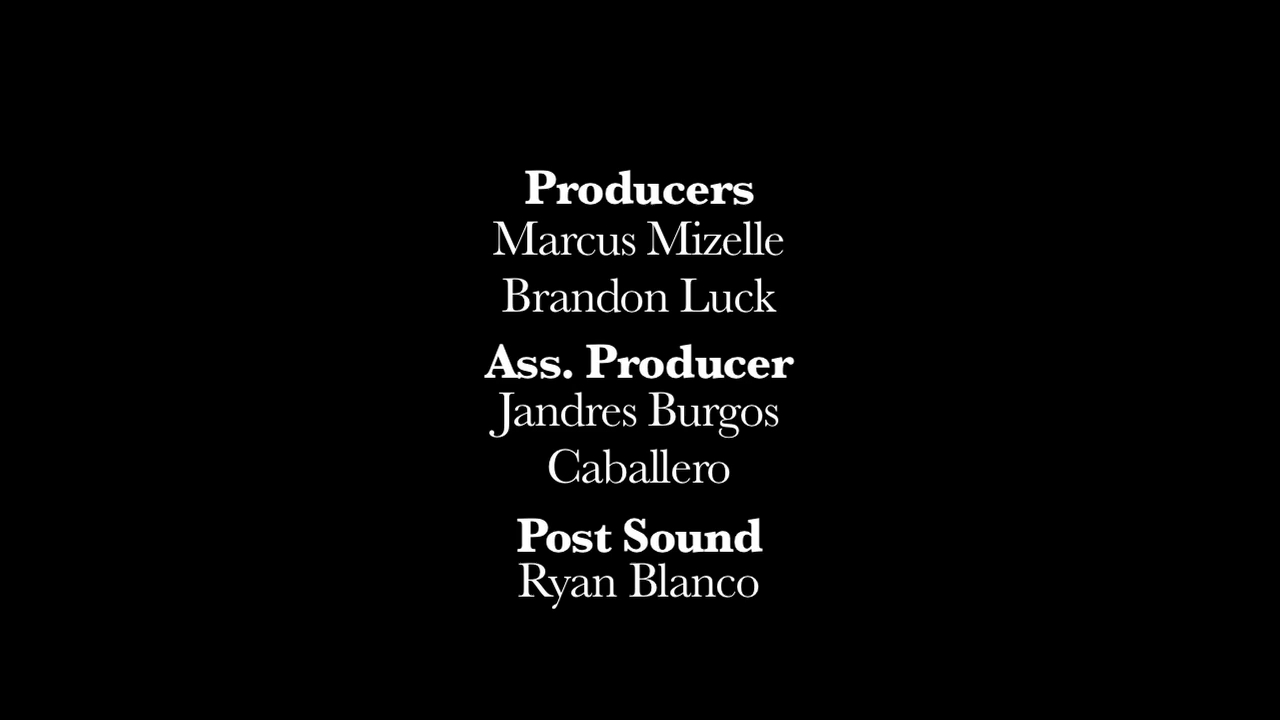 Producers
Marcus Mizelle
Brandon Luck
Ass. Producer
Jandres Burgos
Caballero
Post Sound
Ryan Blanco